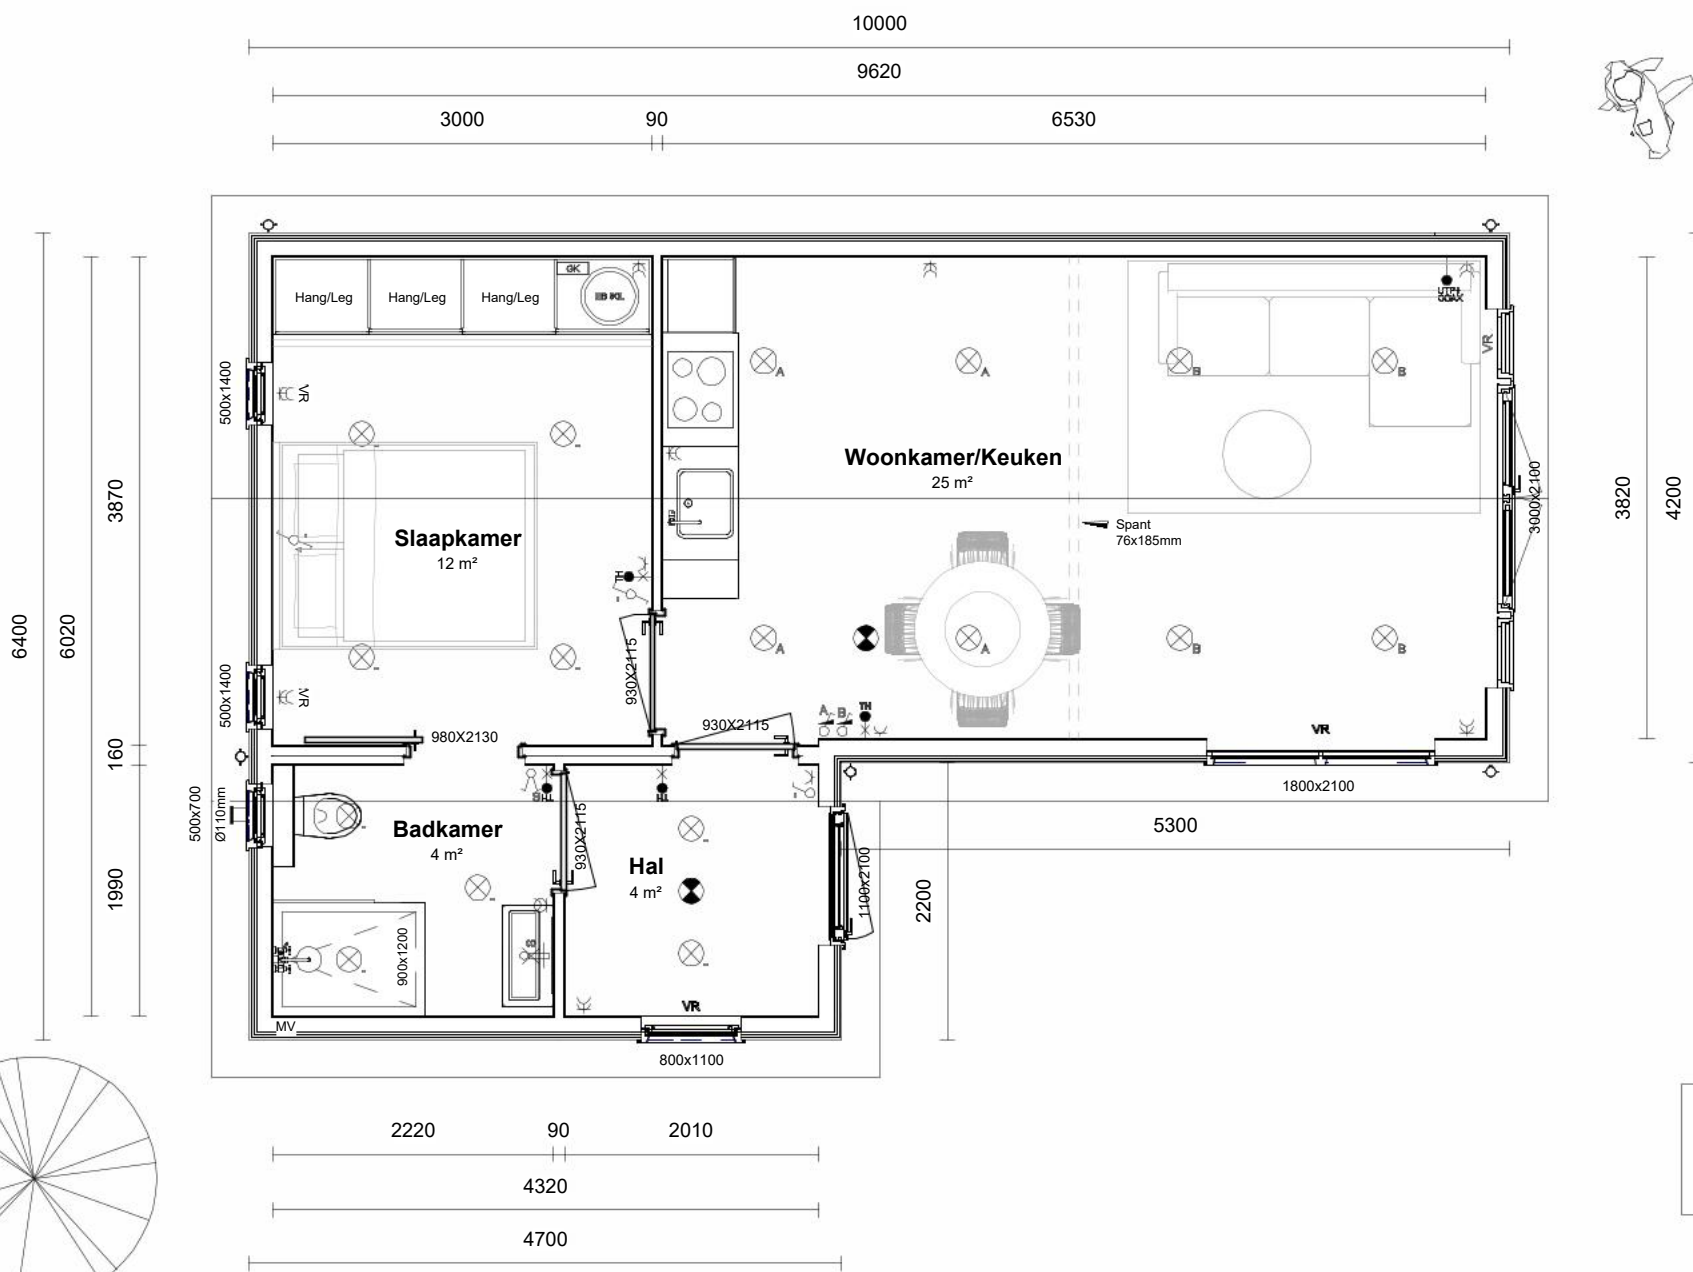 10000
9620
3000
90
6530
Hang/Leg
Hang/Leg
Hang/Leg
GK
VR
500x1400
VR
A
A
B
B
Woonkamer/Keuken
25 m²
3870
3820
4200
3000x2100
Spant
76x185mm
Slaapkamer
12 m²
TH
6400
6020
A
A
B
B
930X2115
500x1400
VR
A
B
TH
930X2115
VR
980X2130
160
1800x2100
500x700
Ø110mm
TH
Badkamer
4 m²
930X2115
Hal
4 m²
1100x2100
5300
1990
2200
900x1200
VR
MV
800x1100
2220
90
2010
4320
4700